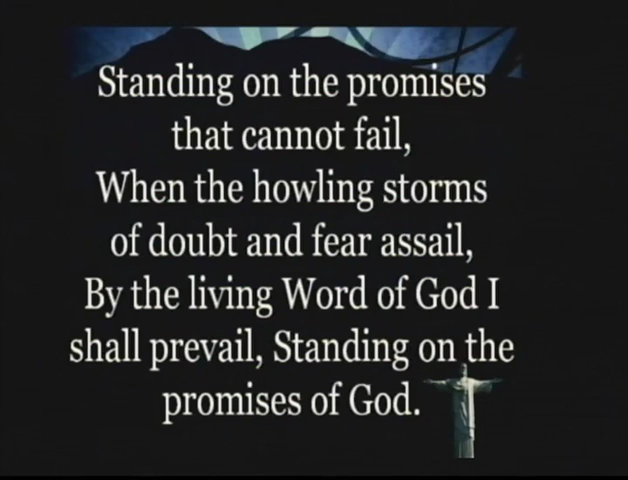 Standing on the promises
that cannot fail,
When the howling storms
of doubt and fear assail,
By the living Word of God I
shall prevail, Standing on the
promises of God.